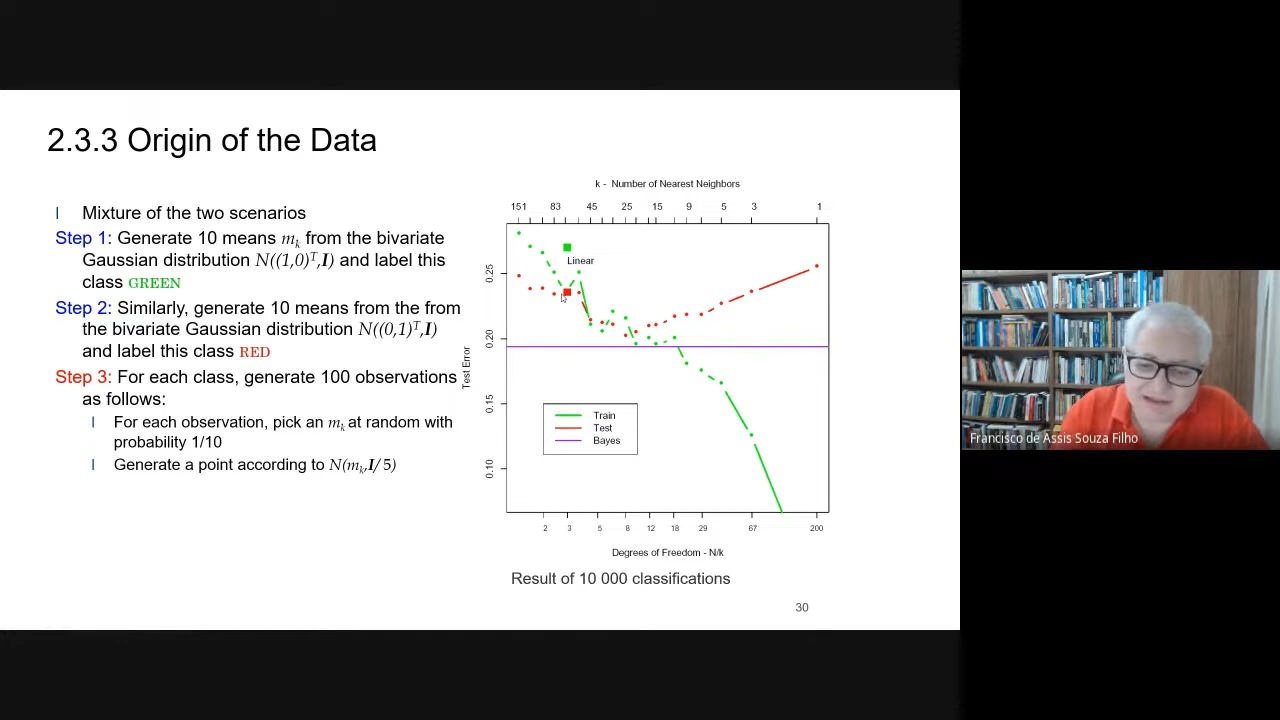 2.3.3 Origin of the Data
l Mixture of the two scenarios
Step 1: Generate 10 means mk from the bivariate
Gaussian distribution N((1,0)T,I) and label this
class GREEN
Step 2: Similarly, generate 10 means from the from
the bivariate Gaussian distribution N((0,1)T,I)
and label this class RED
Step 3: For each class, generate 100 observations
as follows:
l For each observation, pick an mk at random with
probability 1/10
l Generate a point according to N(mk,I/5)
k - Number of Nearest Neighbors
151 83 45 25 15 9 5 3 1
Linear
Test Error
0.25
0.20
0.15
0.10
Train
Test
Bayes
2 3 5 8 12 18 29 67 200
Degrees of Freedom - N/k
Result of 10 000 classifications
30
Francisco de Assis Souza Filho